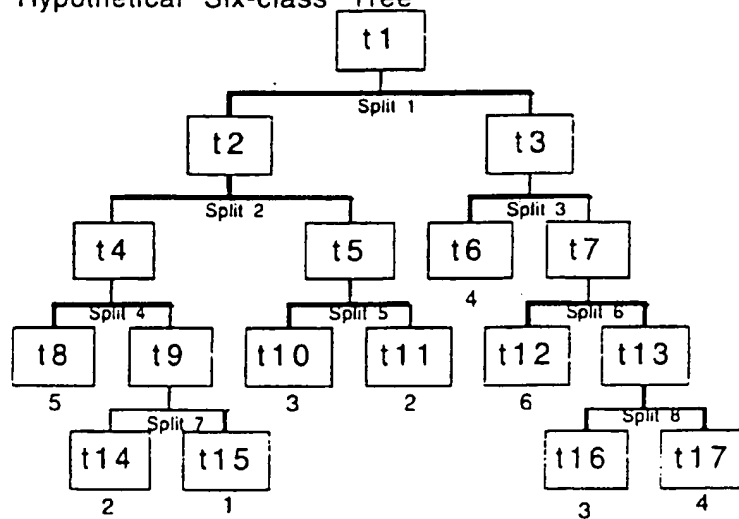 Hypothetical Six-class Tree
t1
Split 1
t2 t3
Split 2 Split 3
t4 t5 t6 t7
4
Split 4 Split 5 Split 6
t8 t9 t10 t11 t12 t13
5 3 2 6
Split 7 Split 8
t14 t15 t16 t17
2 1 3 4